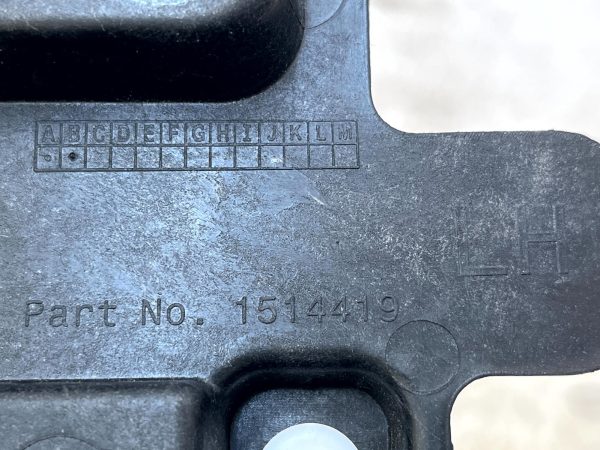 A B C D E F G H I J K L M
LH
Part No. 1514419